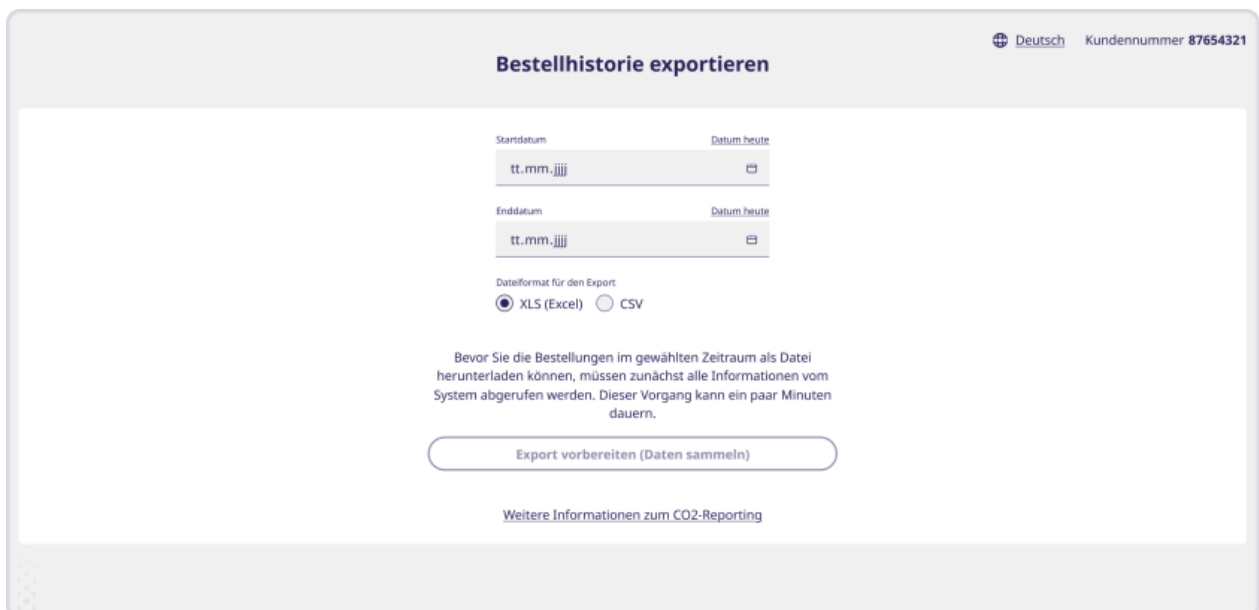 Deutsch Kundennummer 87654321
Bestellhistorie exportieren
Startdatum Datum heute
tt.mm.jjjj
Enddatum Datum heute
tt.mm.jjjj
Dateiformat für den Export
XLS (Excel) CSV
Bevor Sie die Bestellungen im gewählten Zeitraum als Datei
herunterladen können, müssen zunächst alle Informationen vom
System abgerufen werden. Dieser Vorgang kann ein paar Minuten
dauern.
Export vorbereiten (Daten sammeln)
Weitere Informationen zum CO2-Reporting